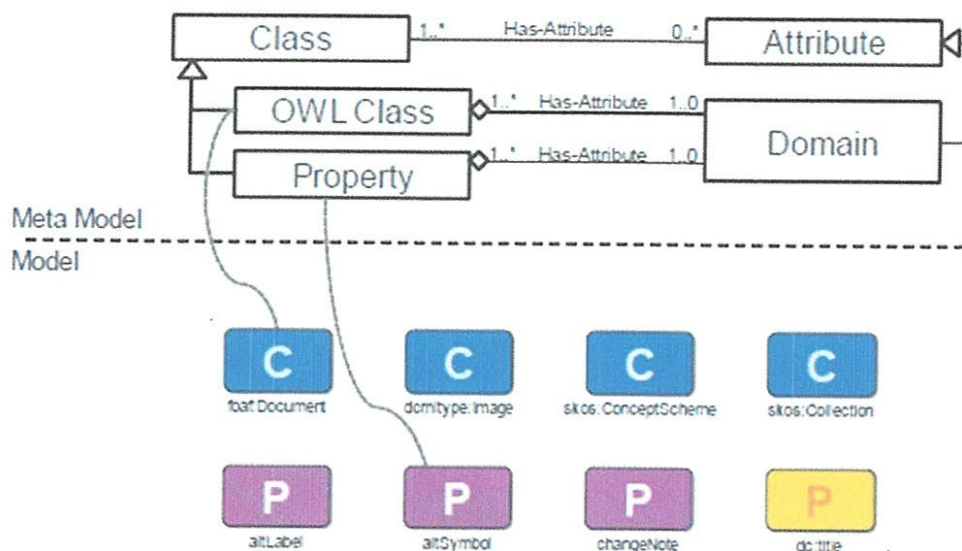 Class 1..* Has-Attribute 0..* Attribute
OWL Class 1..* Has-Attribute 1..0
Domain
Property 1..* Has-Attribute 1..0
Meta Model
Model
C C C C
foaf:Document dcmitype:Image skos:ConceptScheme skos:Collection
P P P P
altLabel altSymbol changeNote dc:title